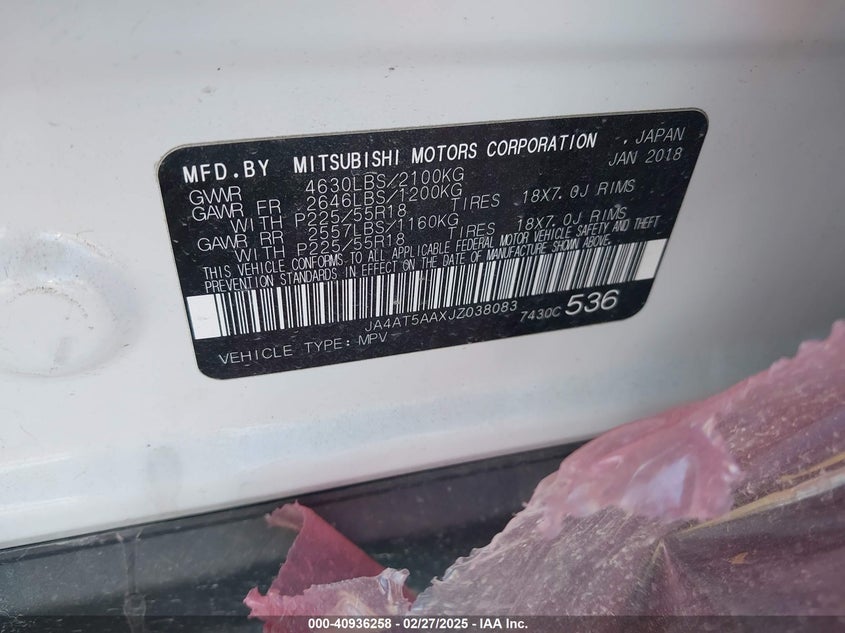 MFD.BY MITSUBISHI MOTORS CORPORATION , JAPAN
JAN 2018
GVWR 4630LBS/2100KG
GAWR FR 2646LBS/1200KG
WITH P225/55R18 TIRES 18X7.0J RIMS
GAWR RR 2557LBS/1160KG
WITH P225/55R18 TIRES 18X7.0J RIMS
THIS VEHICLE CONFORMS TO ALL APPLICABLE FEDERAL MOTOR VEHICLE SAFETY AND THEFT
PREVENTION STANDARDS IN EFFECT ON THE DATE OF MANUFACTURE SHOWN ABOVE.
JA4AT5AAXJZ038083 7430C 536
VEHICLE TYPE: MPV
000-40936258 - 02/27/2025 - IAA Inc.